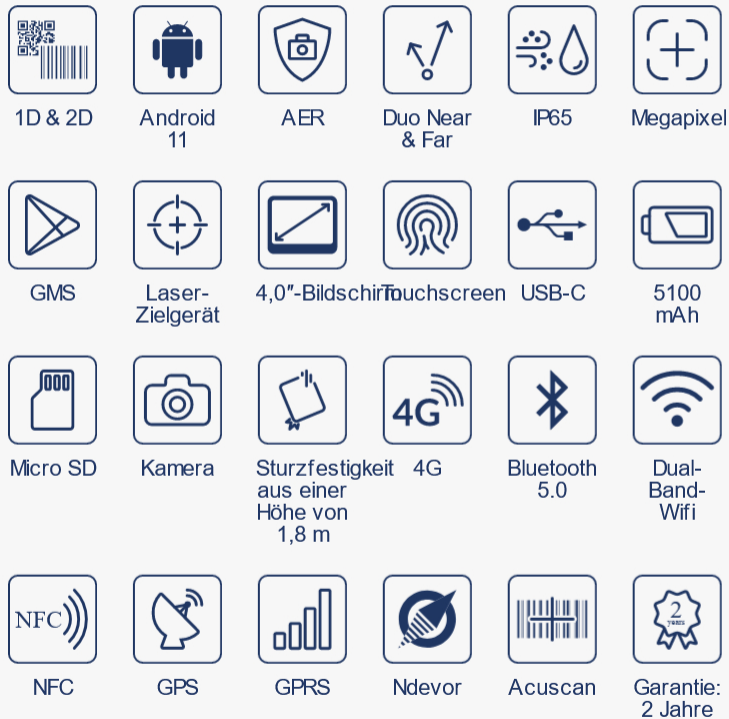 1D & 2D
Android
11
AER
Duo Near
& Far
IP65
Megapixel
GMS
Laser-
Zielgerät
4,0"-Bildschirm
Touchscreen
USB-C
5100
mAh
Micro SD
Kamera
Sturzfestigkeit
aus einer
Höhe von
1,8 m
4G
4G
Bluetooth
5.0
Dual-
Band-
Wifi
NFC
NFC
GPS
GPRS
Ndevor
Acuscan
2
years
Garantie:
2 Jahre